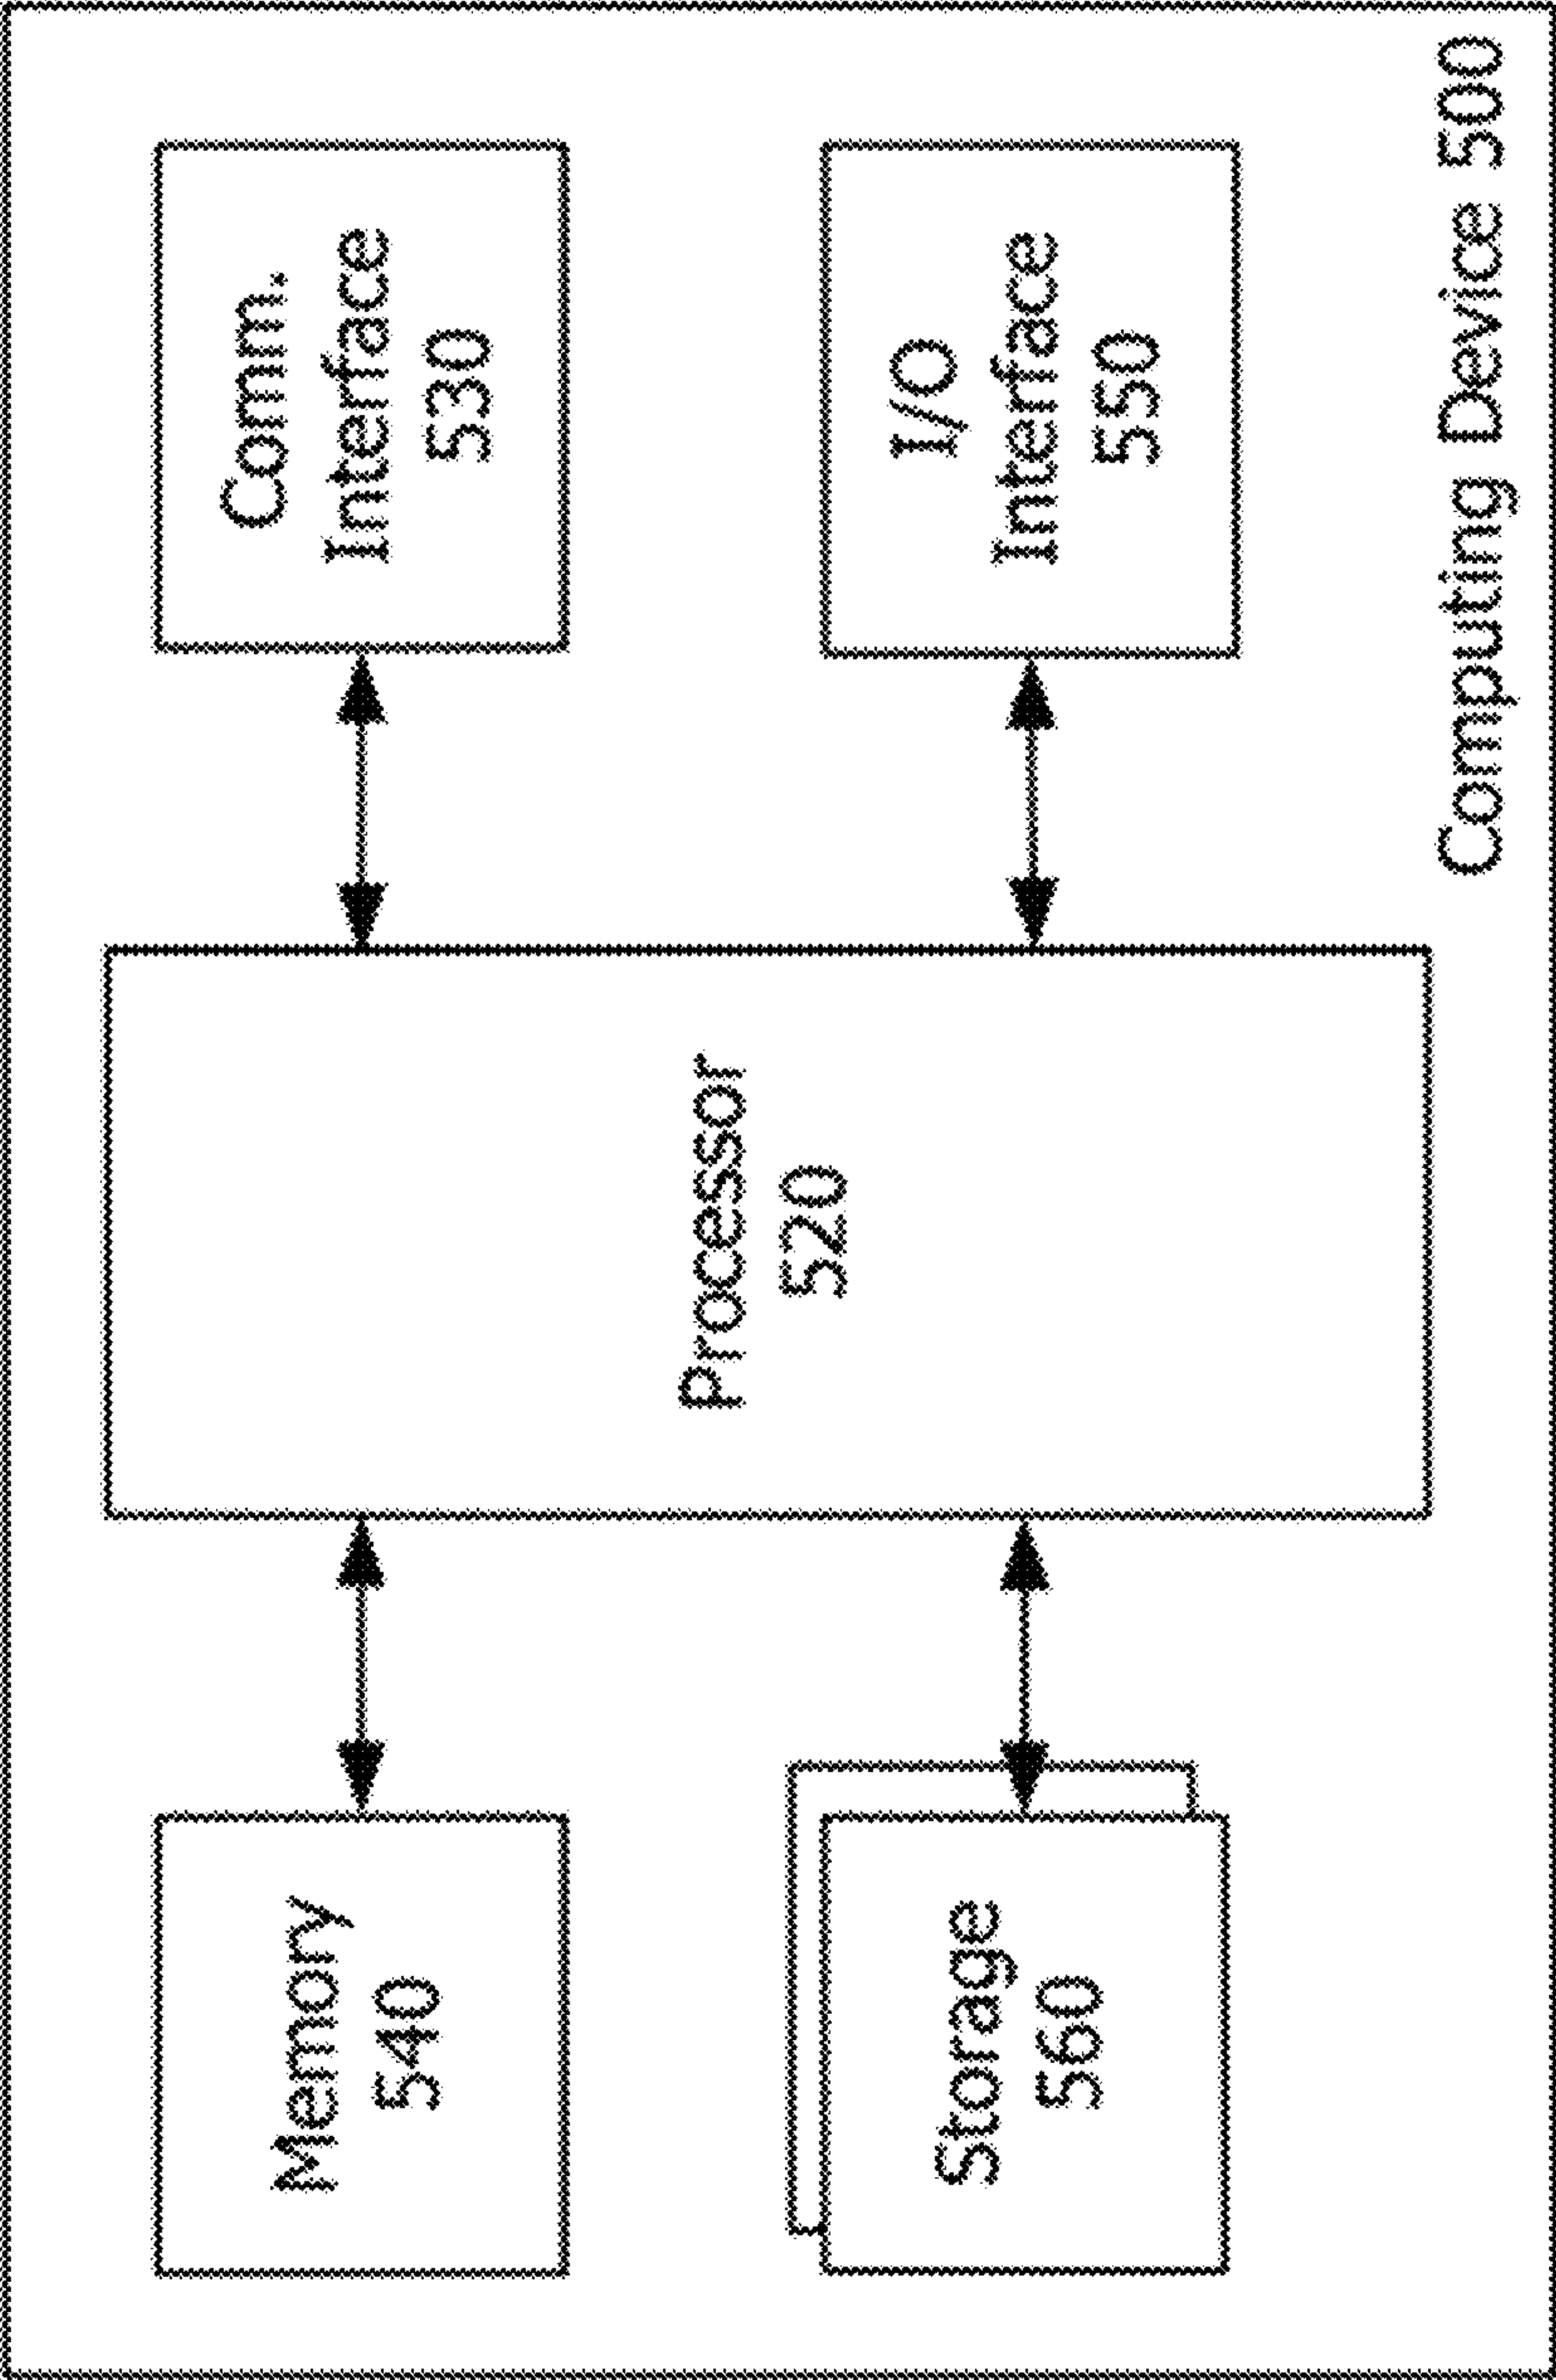 Memory
540
Processor
520
Comm.
Interface
530
Storage
560
I/O
Interface
550
Computing Device 500